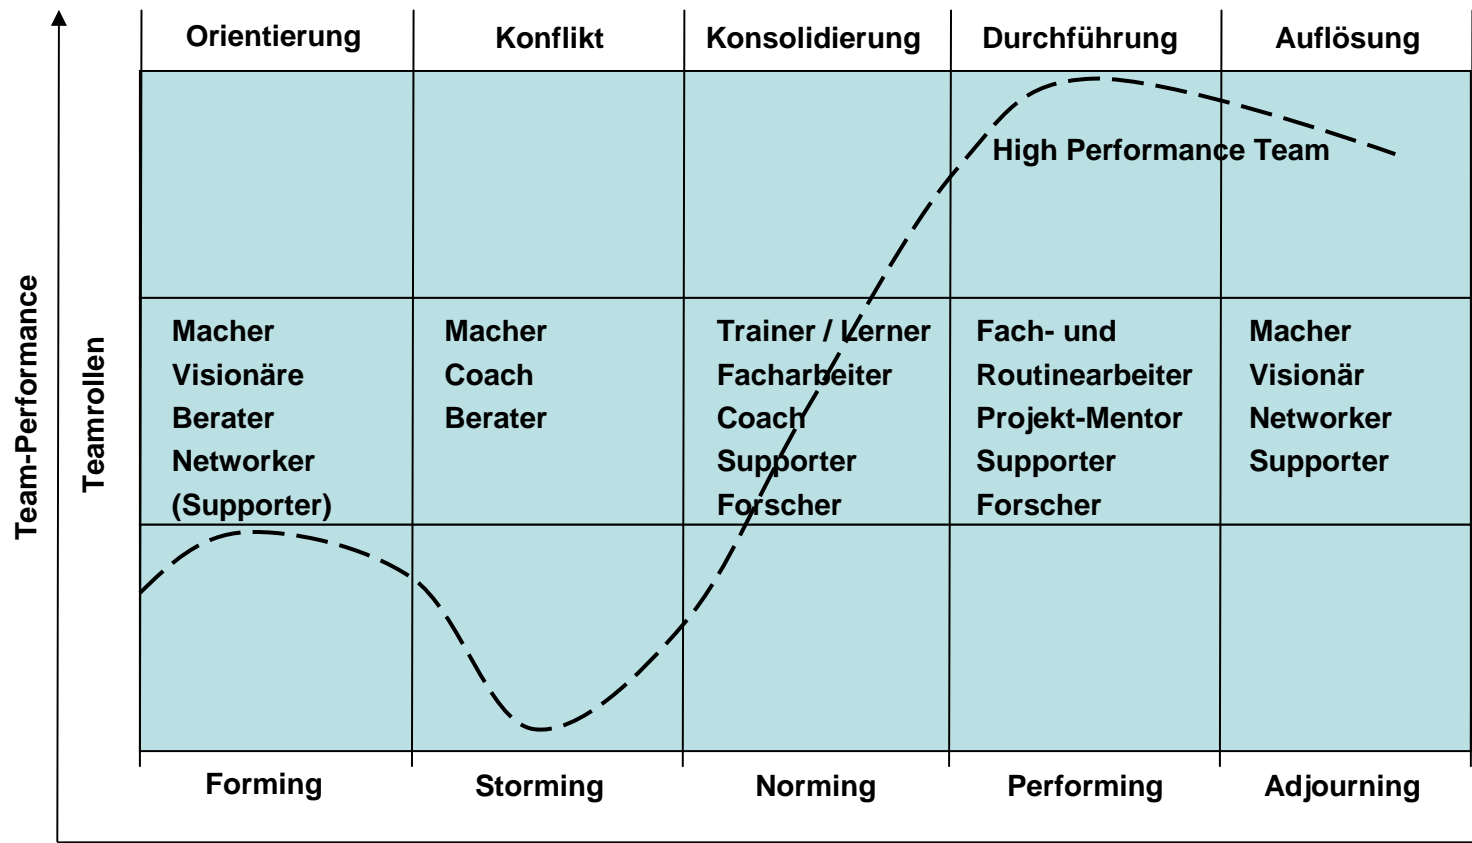 Orientierung
Konflikt
Konsolidierung
Durchführung
Auflösung
High Performance Team
Team-Performance
Teamrollen
Macher
Visionäre
Berater
Networker
(Supporter)
Macher
Coach
Berater
Trainer / Lerner
Facharbeiter
Coach
Supporter
Forscher
Fach- und
Routinearbeiter
Projekt-Mentor
Supporter
Forscher
Macher
Visionär
Networker
Supporter
Forming
Storming
Norming
Performing
Adjourning